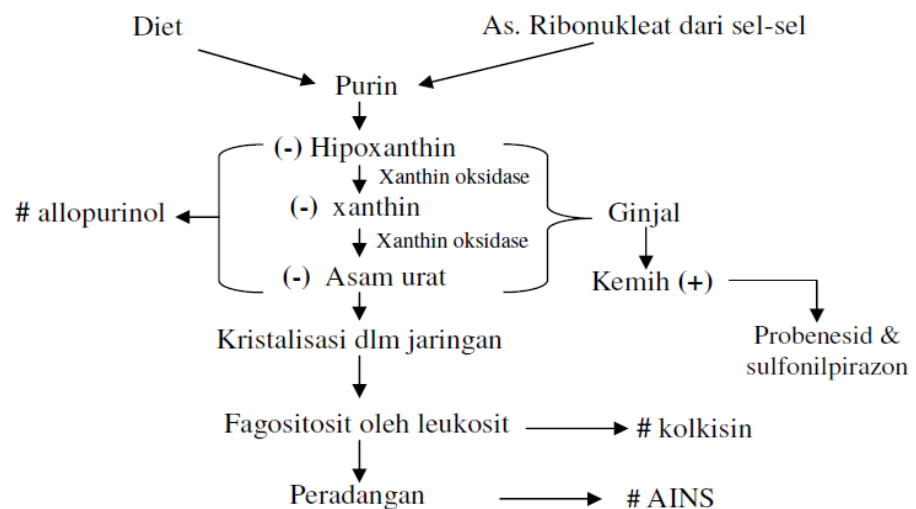 Diet
As. Ribonukleat dari sel-sel
Purin
(-) Hipoxanthin
Xanthin oksidase
# allopurinol
(-) xanthin
Ginjal
Xanthin oksidase
(-) Asam urat
Kemih (+)
Kristalisasi dlm jaringan
Probenesid &
sulfonilpirazon
Fagositosit oleh leukosit
# kolkisin
Peradangan
# AINS